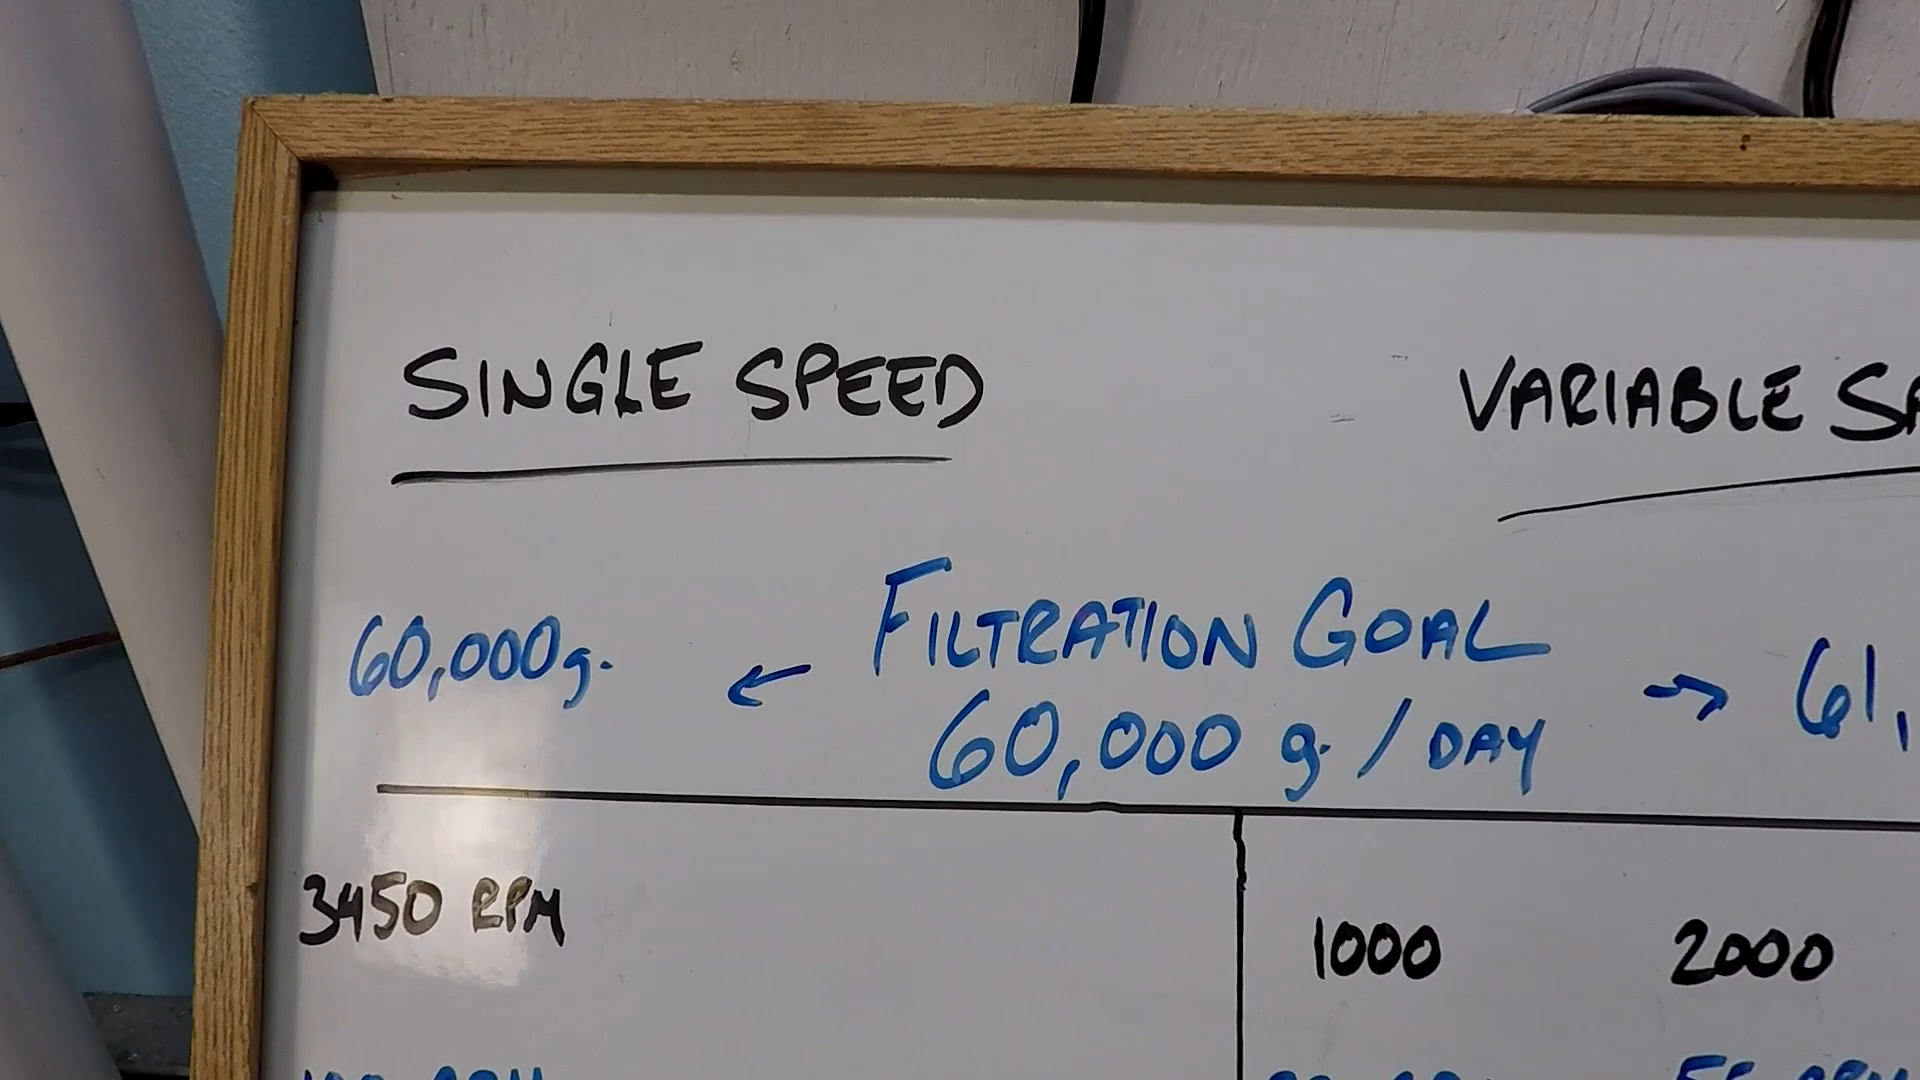 SINGLE SPEED
VARIABLE
FILTRATION GOAL
60,000g.
←
60,000 g. / DAY
→
61,
3450 RPM
1000
2000